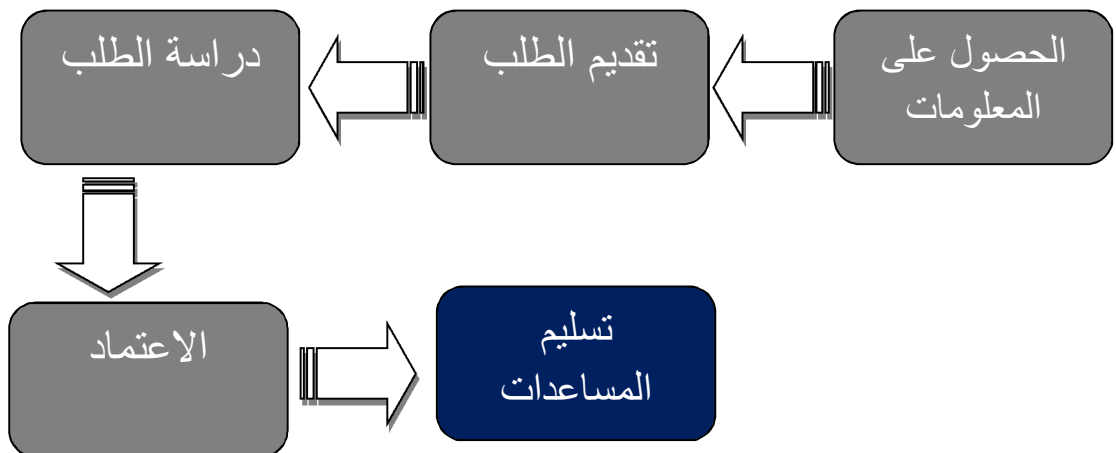 الحصول على
المعلومات
تقديم الطلب
دراسة الطلب
الاعتماد
تسليم
المساعدات